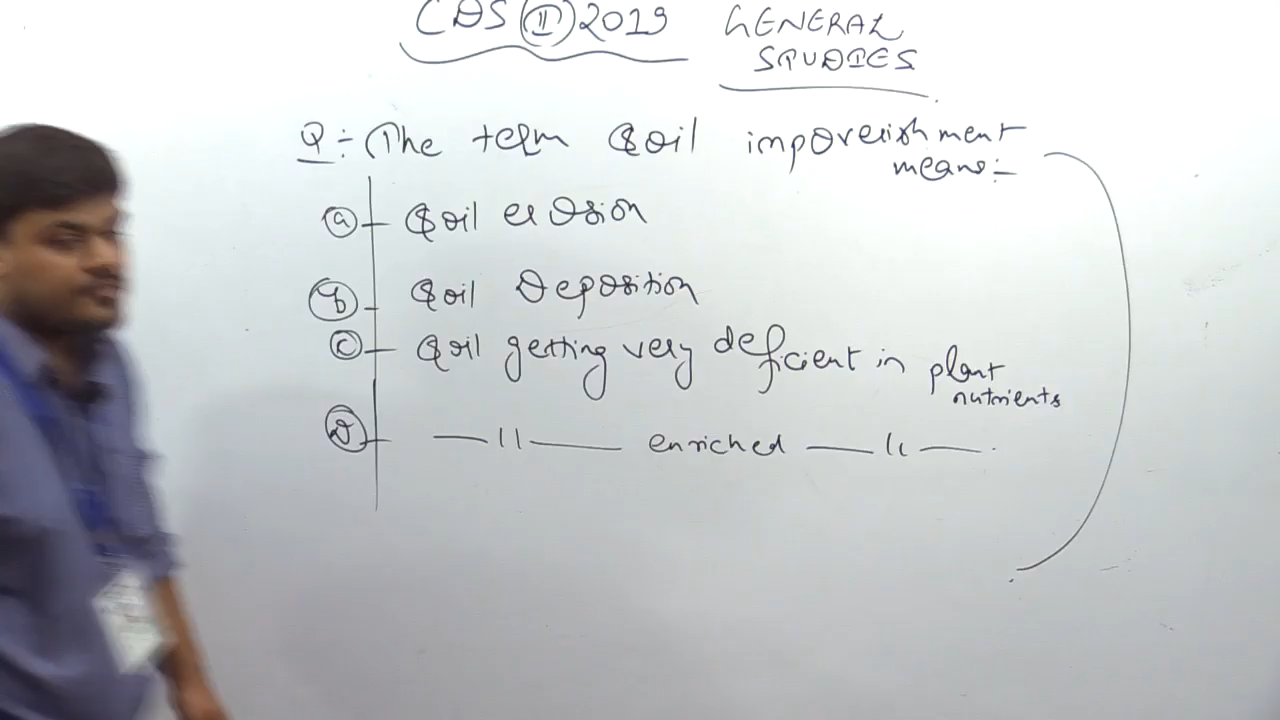 CDS II 2019 GENERAL
STUDIES
Q:- The term Soil impoverishment
means:-
a - Soil erosion
b - Soil Deposition
c - Soil getting very deficient in plant
nutrients
D - —11— enriched —11—.